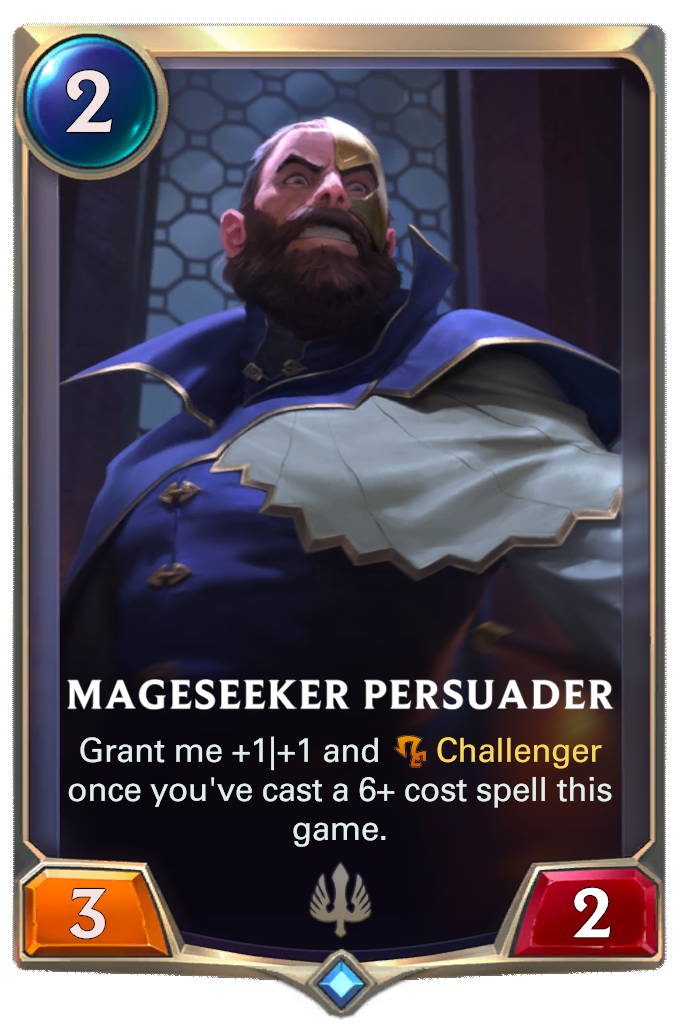 2
MAGESEEKER PERSUADER
Grant me +1|+1 and Challenger
once you've cast a 6+ cost spell this
game.
3 2